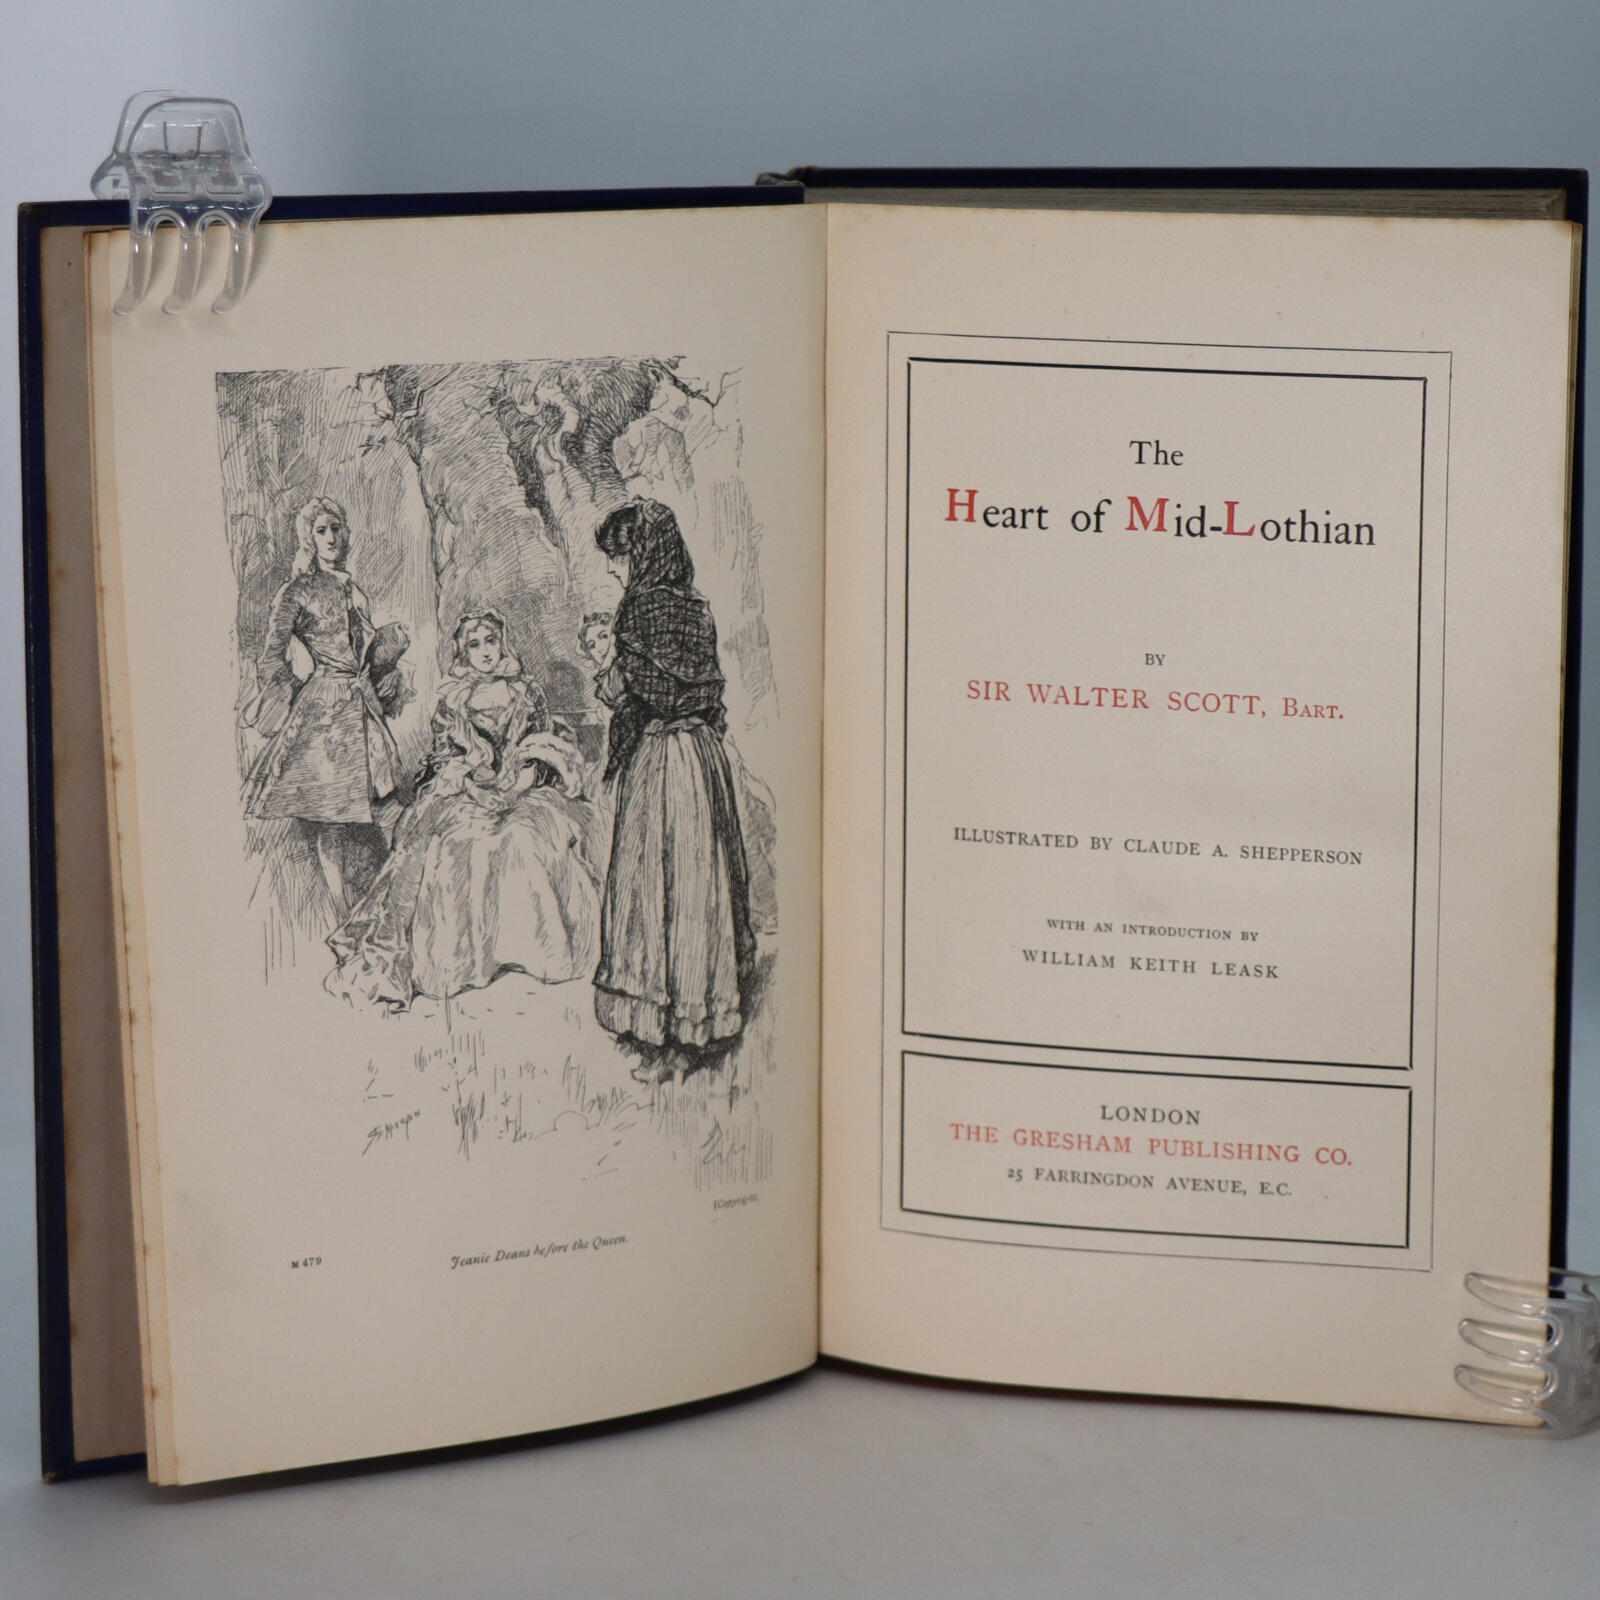 [Copyright.
M 479
Jeanie Deans before the Queen.
The
Heart of Mid-Lothian
BY
SIR WALTER SCOTT, BART.
ILLUSTRATED BY CLAUDE A. SHEPPERSON
WITH AN INTRODUCTION BY
WILLIAM KEITH LEASK
LONDON
THE GRESHAM PUBLISHING CO.
25 FARRINGDON AVENUE, E.C.